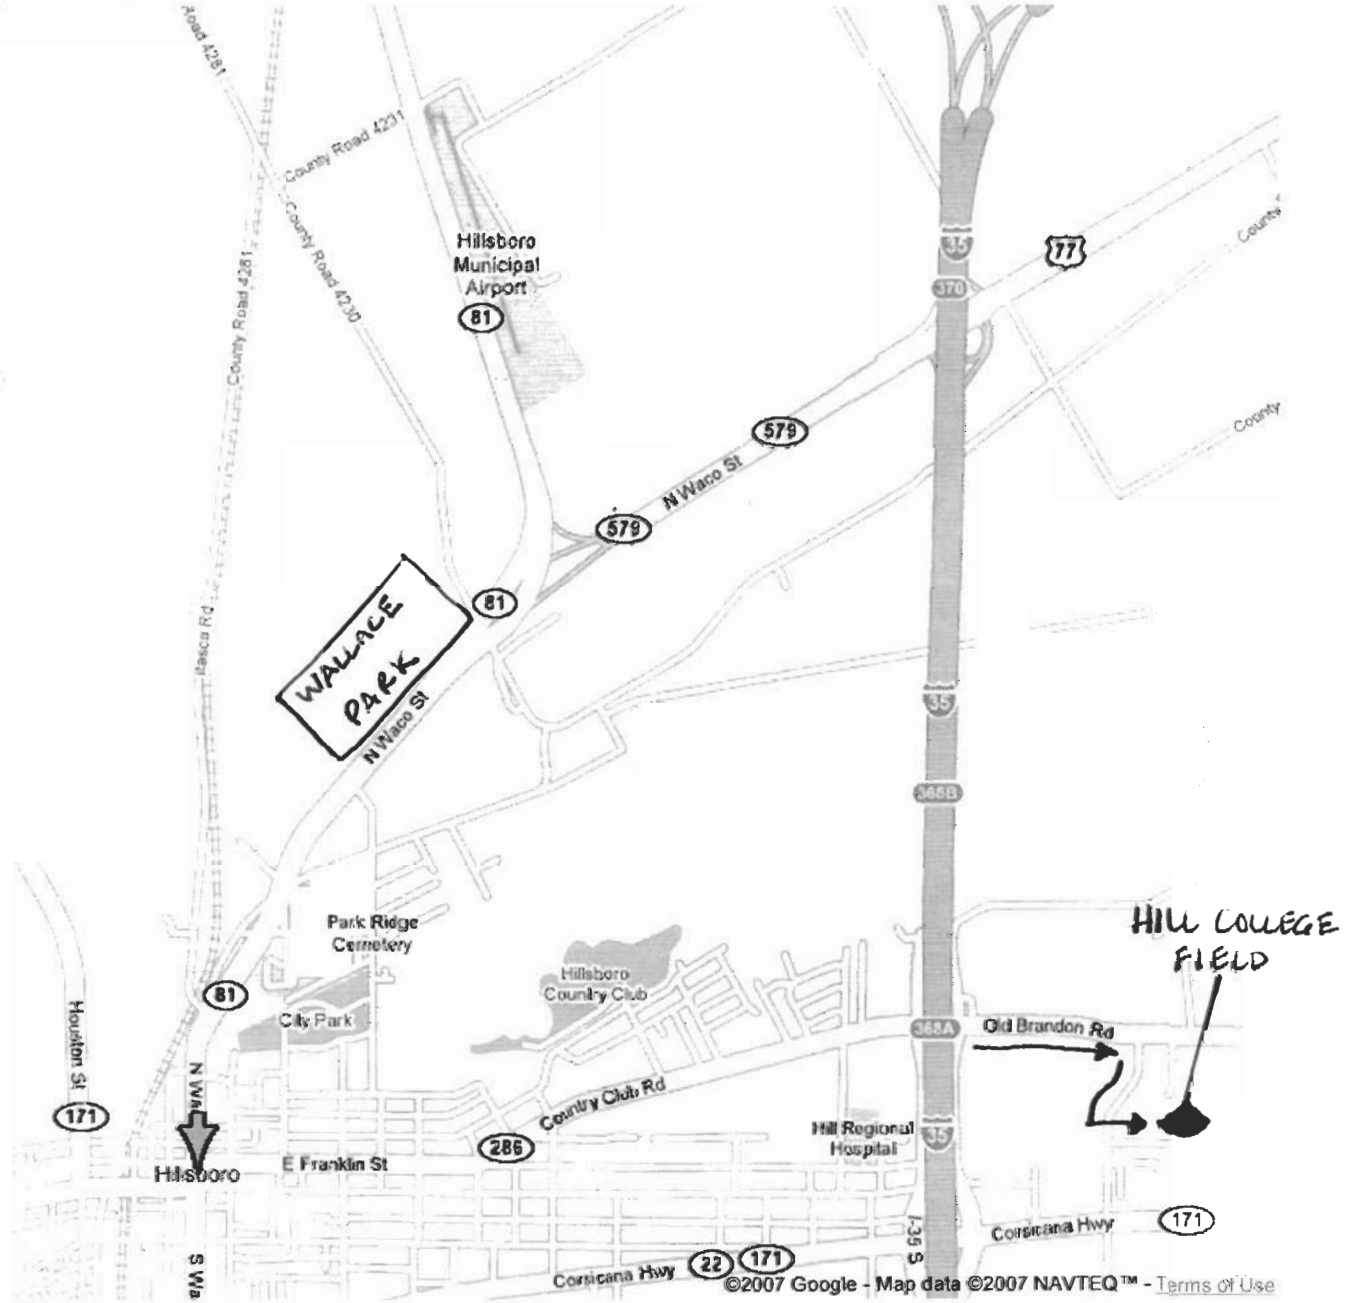 Road 4281
County Road 4231
County Road 4230
County Road 4281
Hillsboro
Municipal
Airport
81
35
77
370
County
County
579
N Waco St
579
81
WALLACE
PARK
N Waco St
Itasca Rd
35
368B
Park Ridge
Cemetery
HILL COLLEGE
FIELD
Hillsboro
Country Club
81
City Park
368A
Old Brandon Rd
Houston St
N Wa
Country Club Rd
171
286
Hill Regional
Hospital
35
Hillsboro
E Franklin St
I-35 S
Corsicana Hwy
171
S Wa
Corsicana Hwy
22
171
©2007 Google - Map data ©2007 NAVTEQ™ - Terms of Use